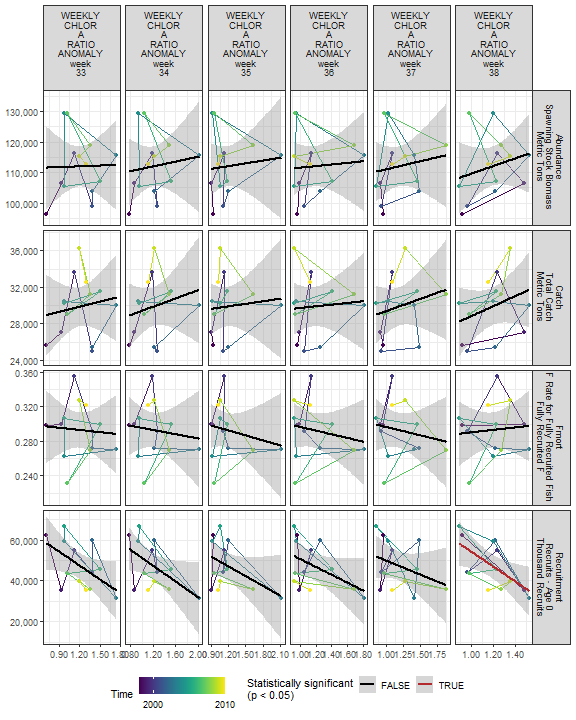 WEEKLY CHLOR A RATIO ANOMALY week 33
WEEKLY CHLOR A RATIO ANOMALY week 34
WEEKLY CHLOR A RATIO ANOMALY week 35
WEEKLY CHLOR A RATIO ANOMALY week 36
WEEKLY CHLOR A RATIO ANOMALY week 37
WEEKLY CHLOR A RATIO ANOMALY week 38
130,000
120,000
110,000
100,000
Abundance
Spawning Stock Biomass
Metric Tons
36,000
32,000
28,000
24,000
Catch
Total Catch
Metric Tons
0.360
0.320
0.280
0.240
Fmort
F Rate for Fully Recruited Fish
Fully Recruited F
60,000
40,000
20,000
Recruitment
Recruits - Age 0
Thousand Recruits
0.90 1.20 1.50 1.80
0.80 1.20 1.60 2.00
0.90 1.20 1.50 1.80 2.10
1.00 1.20 1.40 1.60 1.80
1.00 1.25 1.50 1.75
1.00 1.20 1.40
Time
2000 2010
Statistically significant
(p < 0.05)
FALSE TRUE